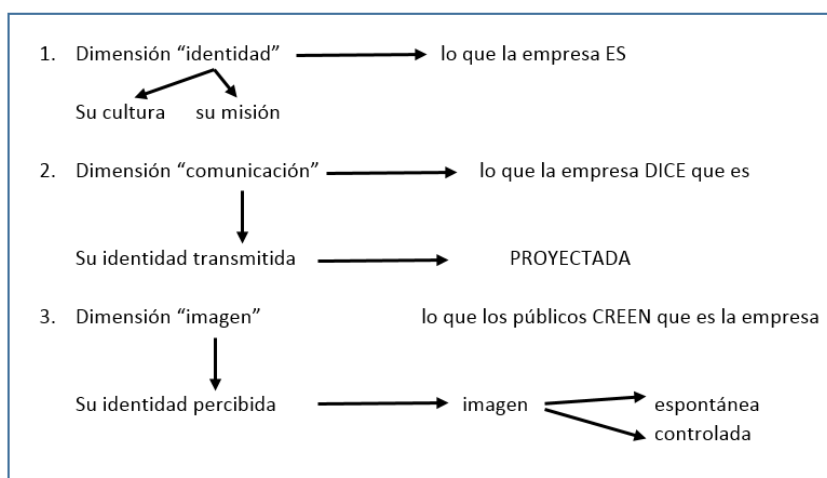 1. Dimensión “identidad” lo que la empresa ES
Su cultura su misión
2. Dimensión “comunicación” lo que la empresa DICE que es
Su identidad transmitida PROYECTADA
3. Dimensión “imagen” lo que los públicos CREEN que es la empresa
Su identidad percibida imagen espontánea
controlada